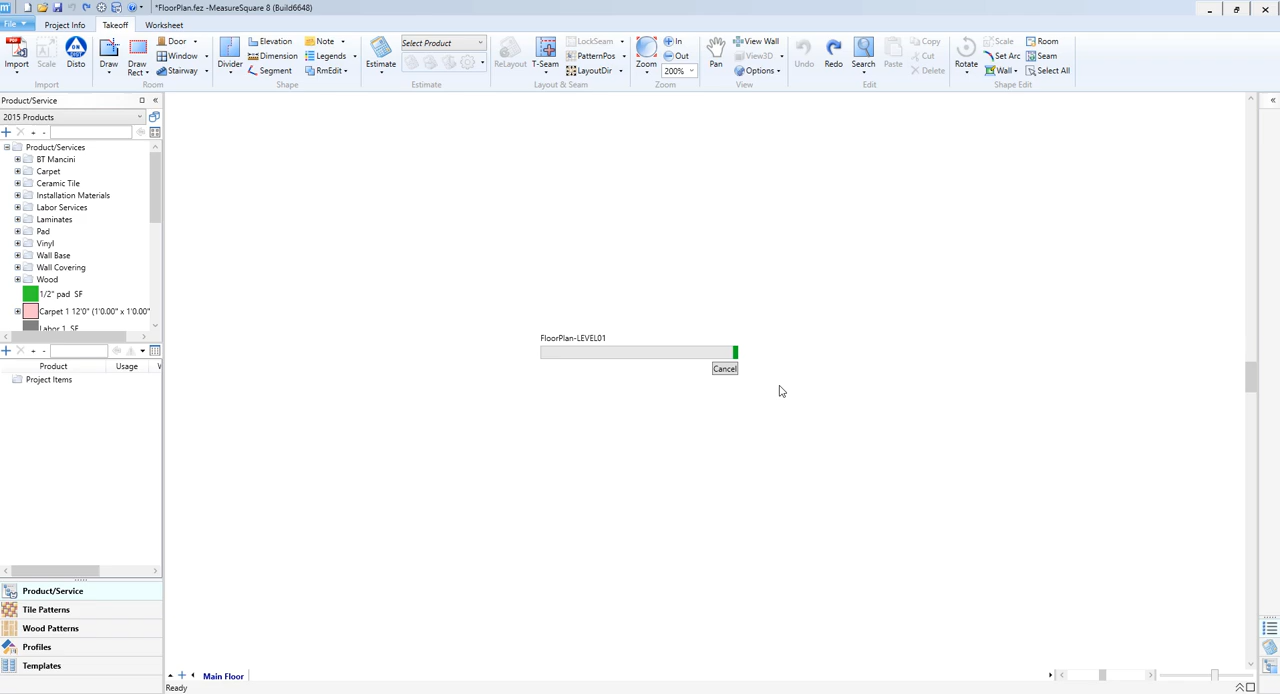 *FloorPlan.fez - MeasureSquare 8 (Build6648)
File Project Info Takeoff Worksheet
Import Scale Disto Draw Draw Rect Door Window Stairway Divider Elevation Dimension Segment Note Legends RmEdit Estimate Select Product ReLayout T-Seam LockSeam PatternPos LayoutDir Zoom In Out 200% Pan View Wall View3D Options Undo Redo Search Paste Copy Cut Delete Rotate Scale Set Arc Wall Room Seam Select All
Import Room Shape Estimate Layout & Seam Zoom View Edit Shape Edit
Product/Service
2015 Products
Product/Services
BT Mancini
Carpet
Ceramic Tile
Installation Materials
Labor Services
Laminates
Pad
Vinyl
Wall Base
Wall Covering
Wood
1/2" pad SF
Carpet 1 12'0" (1'0.00" x 1'0.00"
Labor 1 SF
Product Usage
Project Items
FloorPlan-LEVEL01
Cancel
Product/Service
Tile Patterns
Wood Patterns
Profiles
Templates
Main Floor
Ready